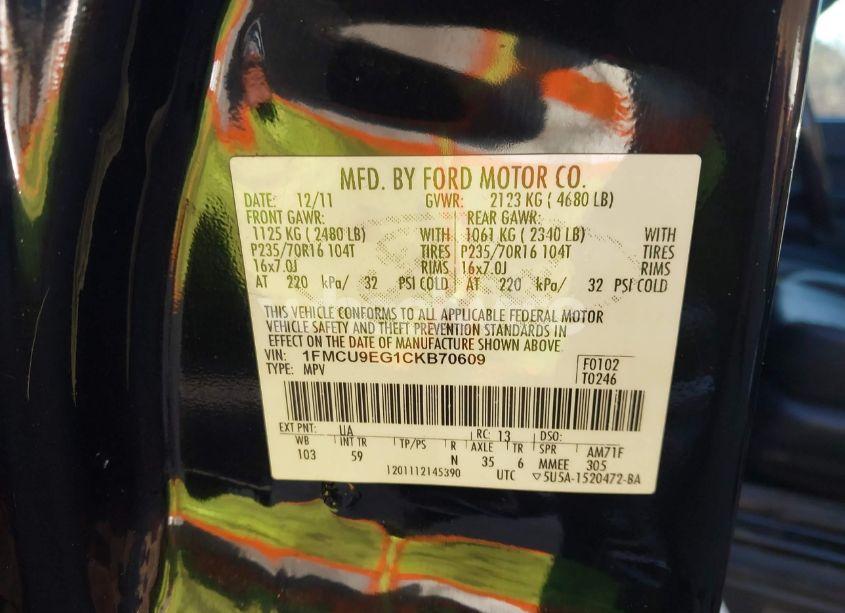 MFD. BY FORD MOTOR CO.
DATE: 12/11 GVWR: 2123 KG ( 4680 LB)
FRONT GAWR: REAR GAWR:
1125 KG ( 2480 LB) WITH 1061 KG ( 2340 LB) WITH
P235/70R16 104T TIRES P235/70R16 104T TIRES
16x7.0J RIMS 16x7.0J RIMS
AT 220 kPa/ 32 PSI COLD AT 220 kPa/ 32 PSI COLD
THIS VEHICLE CONFORMS TO ALL APPLICABLE FEDERAL MOTOR
VEHICLE SAFETY AND THEFT PREVENTION STANDARDS IN
EFFECT ON THE DATE OF MANUFACTURE SHOWN ABOVE.
VIN: 1FMCU9EG1CKB70609
TYPE: MPV
F0102
T0246
EXT PNT: UA RC: 13 DSO:
WB INT TR TP/PS R AXLE TR SPR AM71F
103 59 N 35 6 MMEE 305
1201112145390 UTC ▽5U5A-1520472-BA